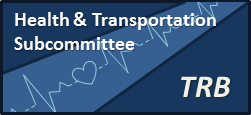 Health & Transportation
Subcommittee
TRB